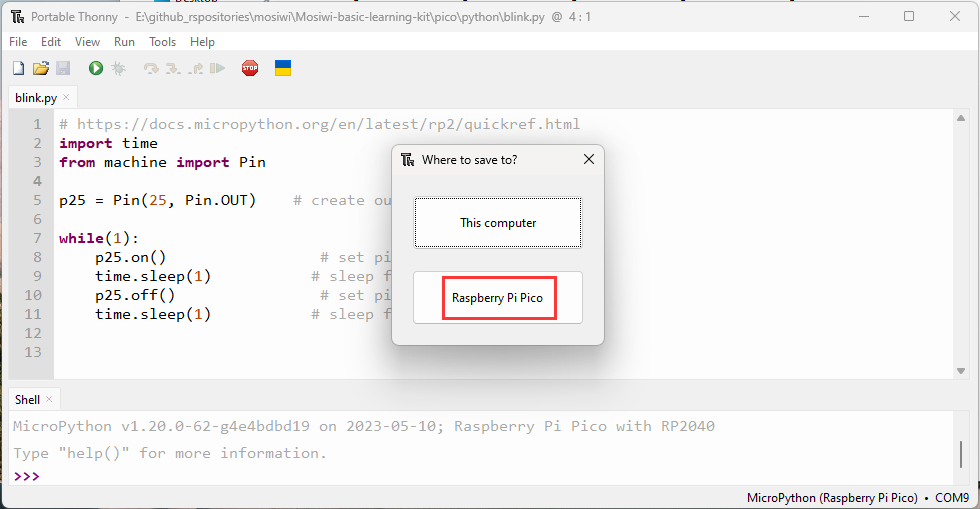 Desktop
Portable Thonny - E:\github_rspositories\mosiwi\Mosiwi-basic-learning-kit\pico\python\blink.py @ 4 : 1
File Edit View Run Tools Help
STOP
blink.py ×
1 # https://docs.micropython.org/en/latest/rp2/quickref.html
2 import time
3 from machine import Pin
4
5 p25 = Pin(25, Pin.OUT) # create ou
6
7 while(1):
8 p25.on() # set pi
9 time.sleep(1) # sleep f
10 p25.off() # set pi
11 time.sleep(1) # sleep f
12
13
Where to save to?
This computer
Raspberry Pi Pico
Shell ×
MicroPython v1.20.0-62-g4e4bdbd19 on 2023-05-10; Raspberry Pi Pico with RP2040
Type "help()" for more information.
>>>
MicroPython (Raspberry Pi Pico) • COM9